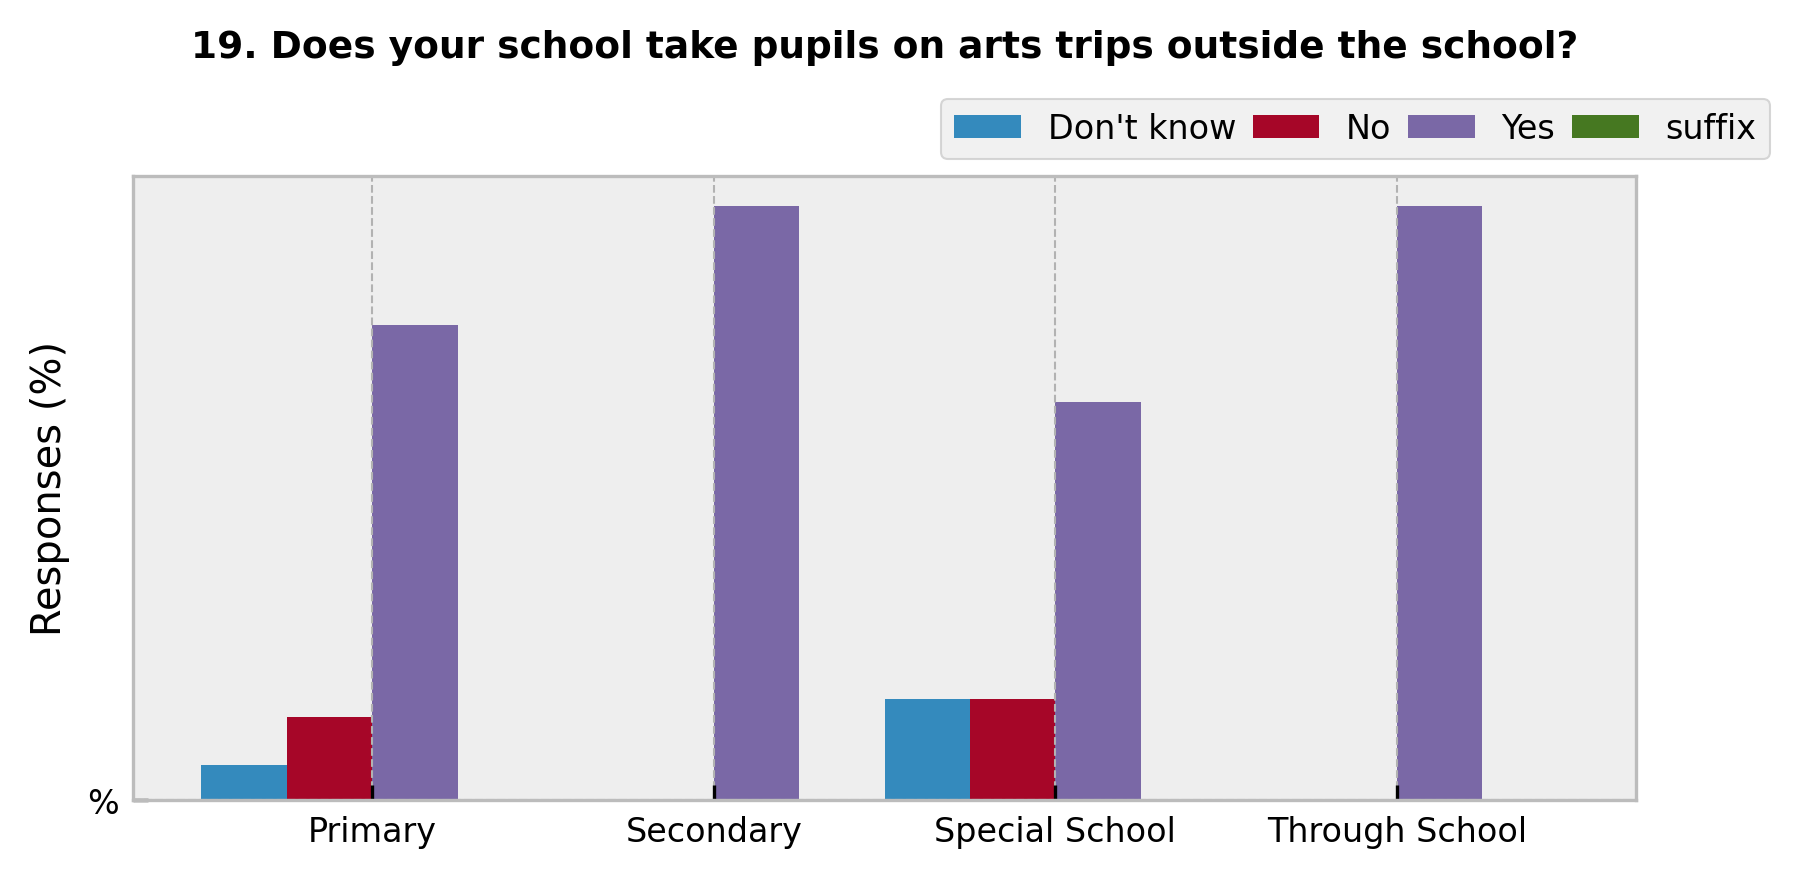 19. Does your school take pupils on arts trips outside the school?
Don't know No Yes suffix
Responses (%)
%
Primary Secondary Special School Through School